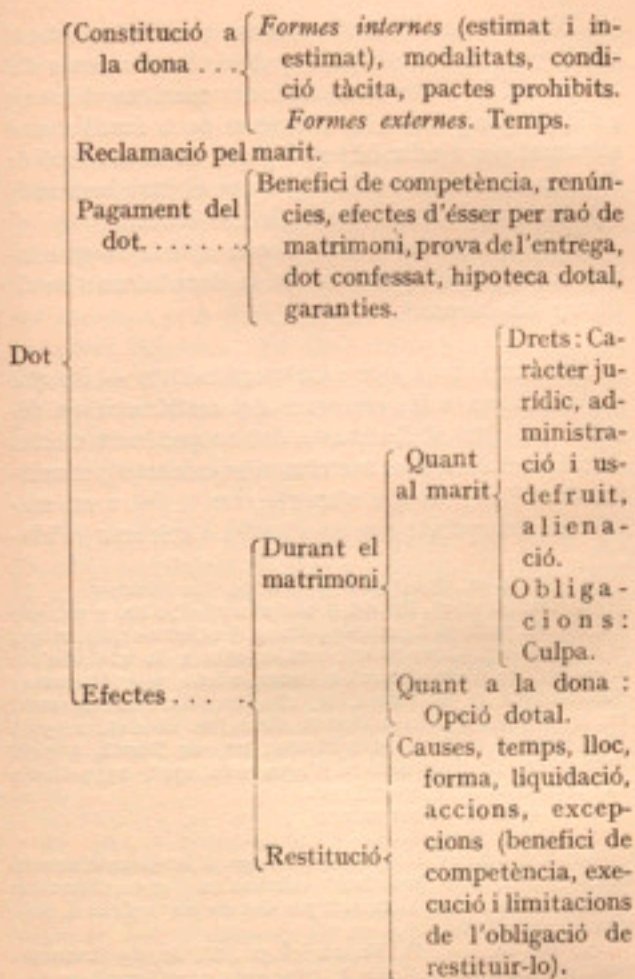 Constitució a
la dona . . .
Formes internes (estimat i in-
estimat), modalitats, condi-
ció tàcita, pactes prohibits.
Formes externes. Temps.
Reclamació pel marit.
Pagament del
dot. . . . . . .
Benefici de competència, renún-
cies, efectes d'ésser per raó de
matrimoni, prova de l'entrega,
dot confessat, hipoteca dotal,
garanties.
Dot
Efectes . . . .
Durant el
matrimoni
Quant
al marit
Drets: Ca-
ràcter ju-
rídic, ad-
ministra-
ció i us-
defruit,
aliena-
ció.
Obliga-
cions:
Culpa.
Quant a la dona :
Opció dotal.
Restitució
Causes, temps, lloc,
forma, liquidació,
accions, excep-
cions (benefici de
competència, exe-
cució i limitacions
de l'obligació de
restituir-lo).